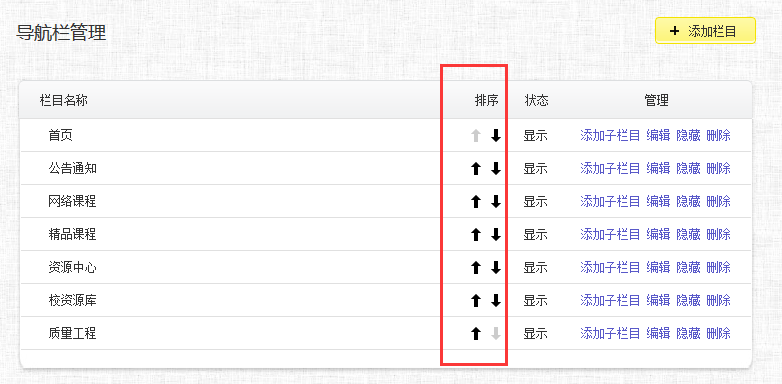 导航栏管理
+ 添加栏目
栏目名称 排序 状态 管理
首页 显示 添加子栏目 编辑 隐藏 删除
公告通知 显示 添加子栏目 编辑 隐藏 删除
网络课程 显示 添加子栏目 编辑 隐藏 删除
精品课程 显示 添加子栏目 编辑 隐藏 删除
资源中心 显示 添加子栏目 编辑 隐藏 删除
校资源库 显示 添加子栏目 编辑 隐藏 删除
质量工程 显示 添加子栏目 编辑 隐藏 删除